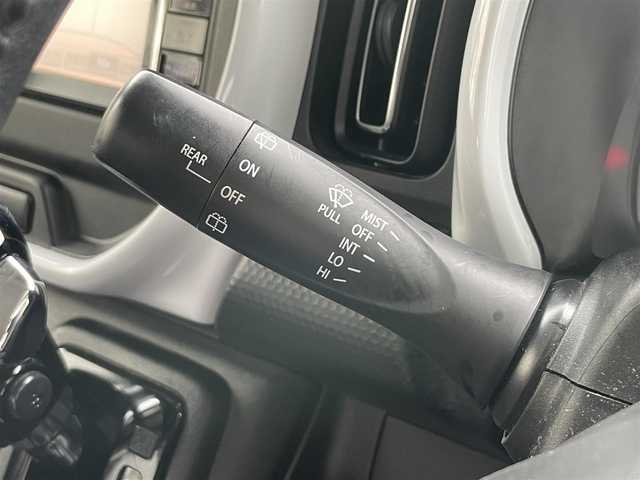 REAR
ON
OFF
PULL
MIST
OFF
INT
LO
HI